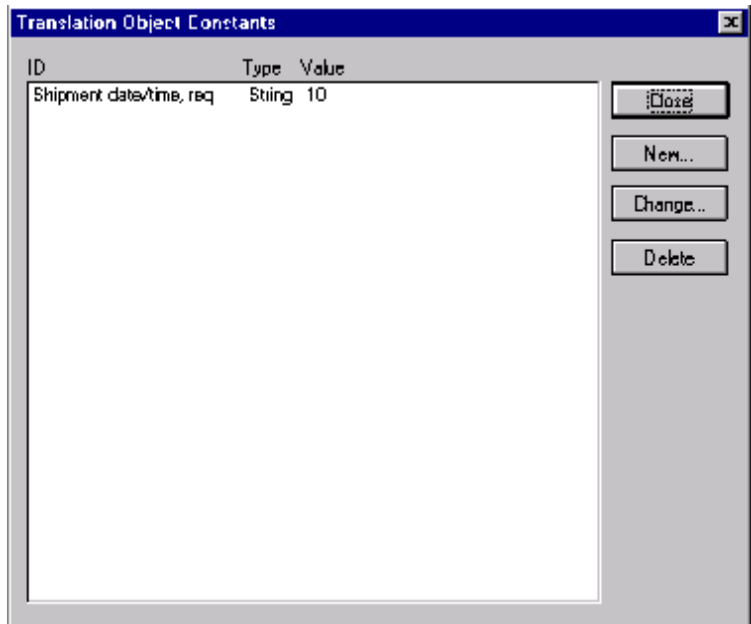 Translation Object Constants
ID Type Value
Shipment date/time, req String 10
Close
New...
Change...
Delete